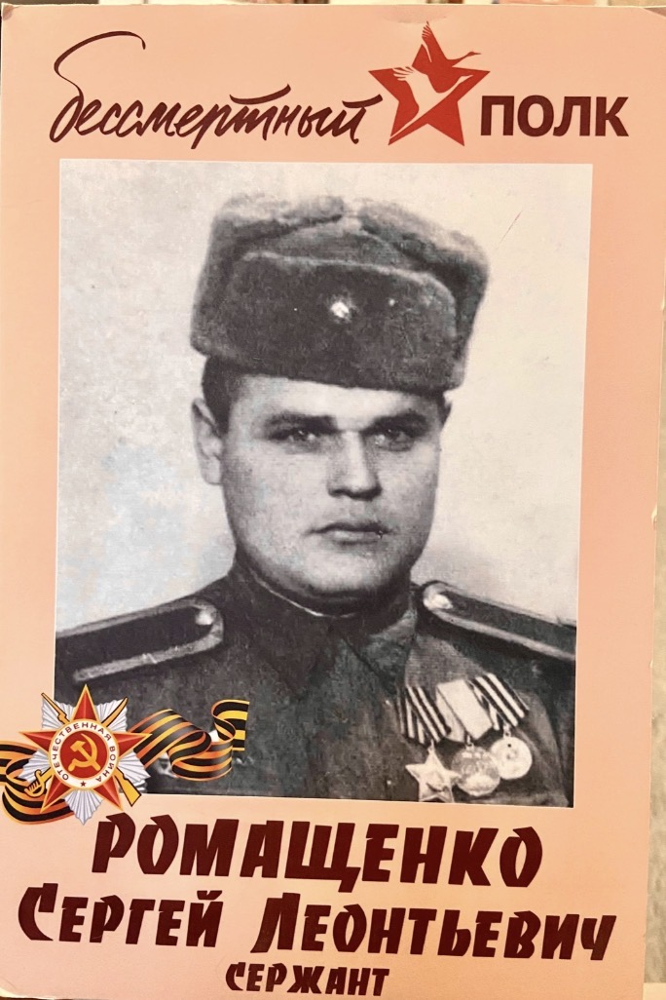 бессмертный ПОЛК
ОТЕЧЕСТВЕННАЯ ВОЙНА
РОМАЩЕНКО
СЕРГЕЙ ЛЕОНТЬЕВИЧ
СЕРЖАНТ